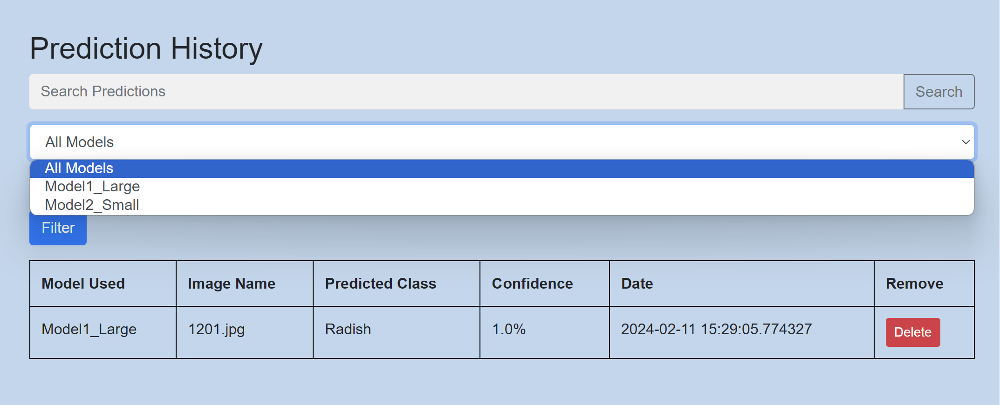 Prediction History
Search Predictions Search
All Models
All Models
Model1_Large
Model2_Small
Filter
Model Used Image Name Predicted Class Confidence Date Remove
Model1_Large 1201.jpg Radish 1.0% 2024-02-11 15:29:05.774327 Delete